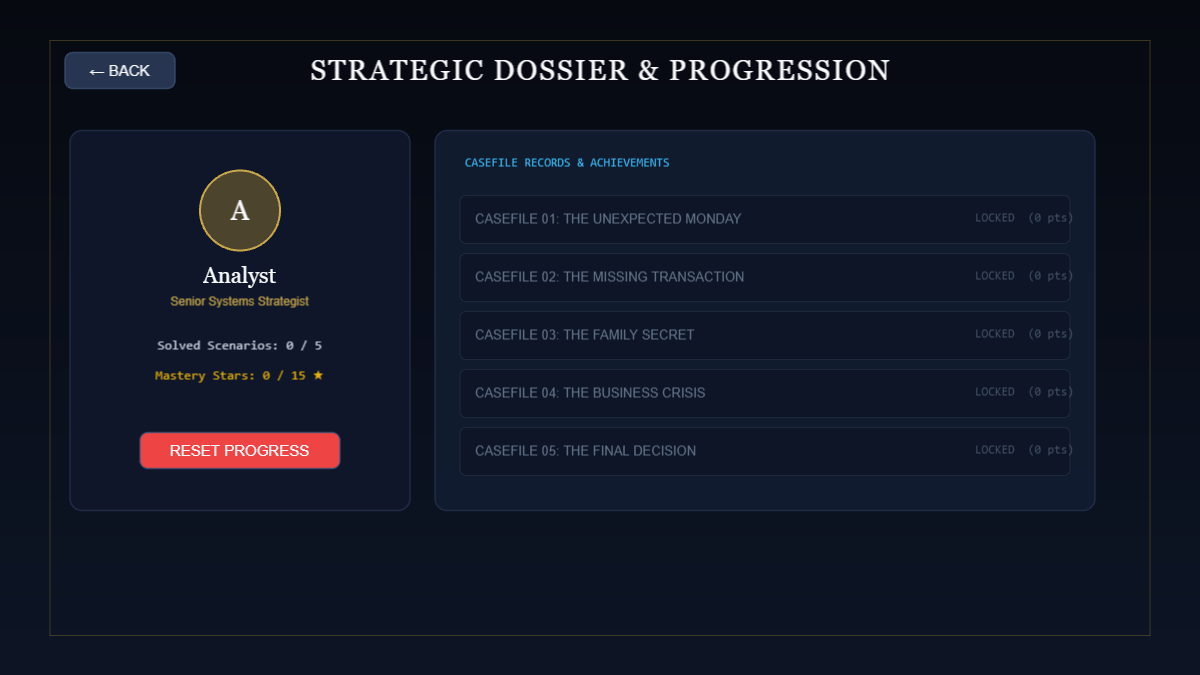 ← BACK
STRATEGIC DOSSIER & PROGRESSION
A
Analyst
Senior Systems Strategist
Solved Scenarios: 0 / 5
Mastery Stars: 0 / 15 ★
RESET PROGRESS
CASEFILE RECORDS & ACHIEVEMENTS
CASEFILE 01: THE UNEXPECTED MONDAY LOCKED (0 pts)
CASEFILE 02: THE MISSING TRANSACTION LOCKED (0 pts)
CASEFILE 03: THE FAMILY SECRET LOCKED (0 pts)
CASEFILE 04: THE BUSINESS CRISIS LOCKED (0 pts)
CASEFILE 05: THE FINAL DECISION LOCKED (0 pts)